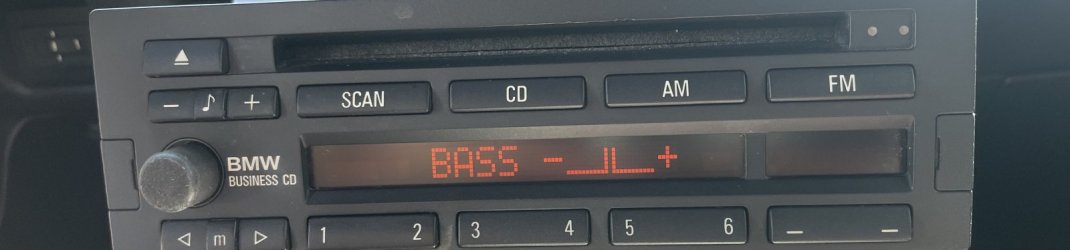 SCAN CD AM FM
− ♪ +
BMW
BUSINESS CD
BASS − +
m
1 2 3 4 5 6